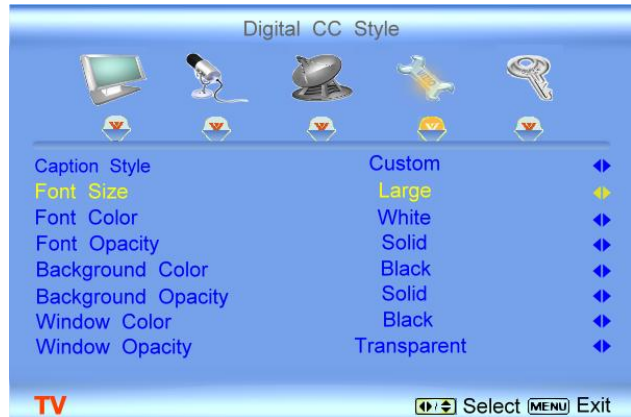 Digital CC Style
Caption Style Custom
Font Size Large
Font Color White
Font Opacity Solid
Background Color Black
Background Opacity Solid
Window Color Black
Window Opacity Transparent
TV Select MENU Exit